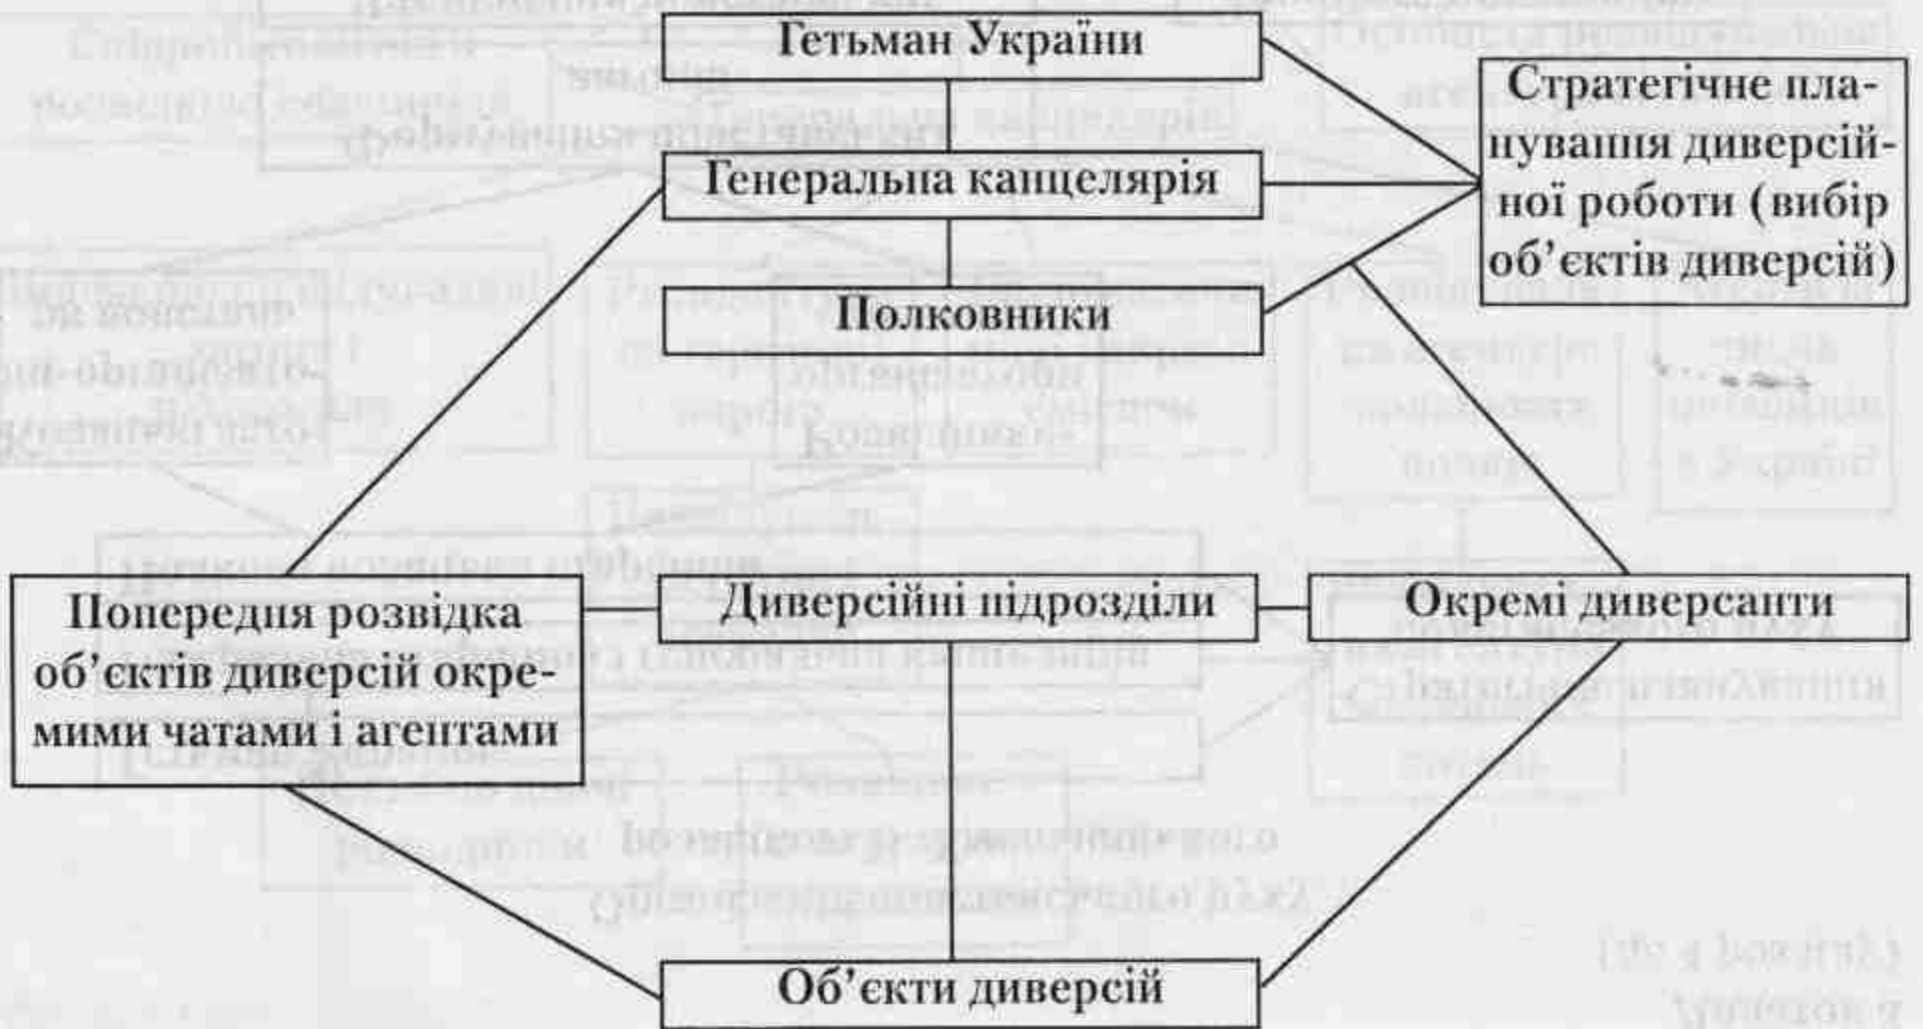 Гетьман України
Стратегічне пла-
нування диверсій-
ної роботи (вибір
об’єктів диверсій)
Генеральна канцелярія
Полковники
Попередня розвідка
об’єктів диверсій окре-
мими чатами і агентами
Диверсійні підрозділи
Окремі диверсанти
Об’єкти диверсій